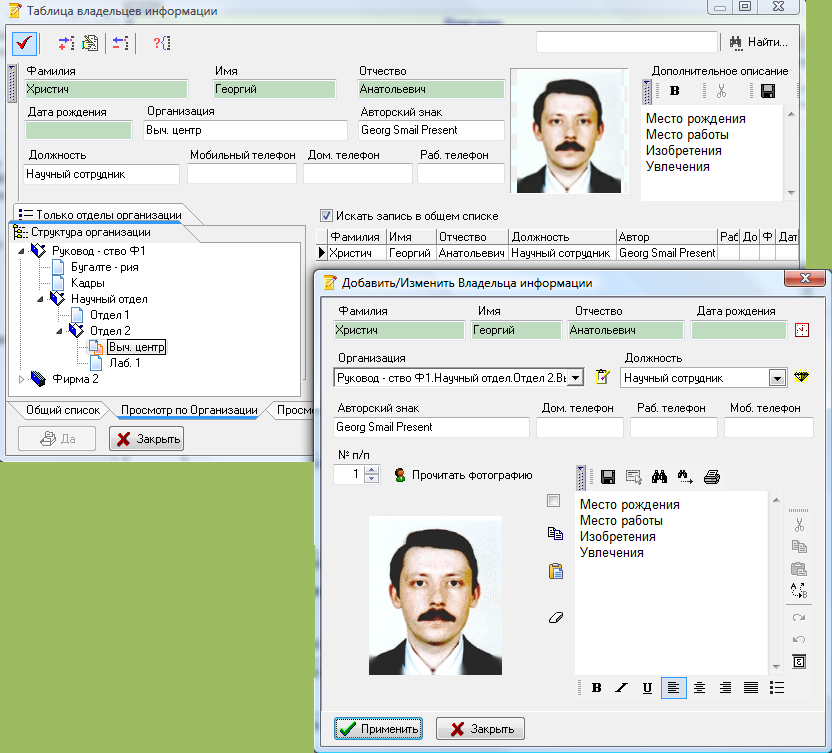 Таблица владельцев информации
Найти...
Фамилия Имя Отчество Дополнительное описание
Христич Георгий Анатольевич
Дата рождения Организация Авторский знак
Выч. центр Georg Smail Present
Должность Мобильный телефон Дом. телефон Раб. телефон
Научный сотрудник
B
Место рождения
Место работы
Изобретения
Увлечения
Только отделы организации
Структура организации
Руковод - ство Ф1
Бугалте - рия
Кадры
Научный отдел
Отдел 1
Отдел 2
Выч. центр
Лаб. 1
Фирма 2
Искать запись в общем списке
Фамилия Имя Отчество Должность Автор Раб До Ф Дат
Христич Георгий Анатольевич Научный сотрудник Georg Smail Present
Общий список Просмотр по Организации Просмо
Да Закрыть
Добавить/Изменить Владельца информации
Фамилия Имя Отчество Дата рождения
Христич Георгий Анатольевич
Организация Должность
Руковод - ство Ф1.Научный отдел.Отдел 2.Вы Научный сотрудник
Авторский знак Дом. телефон Раб. телефон Моб. телефон
Georg Smail Present
№ п/п
1 Прочитать фотографию
Место рождения
Место работы
Изобретения
Увлечения
B I U
Применить Закрыть